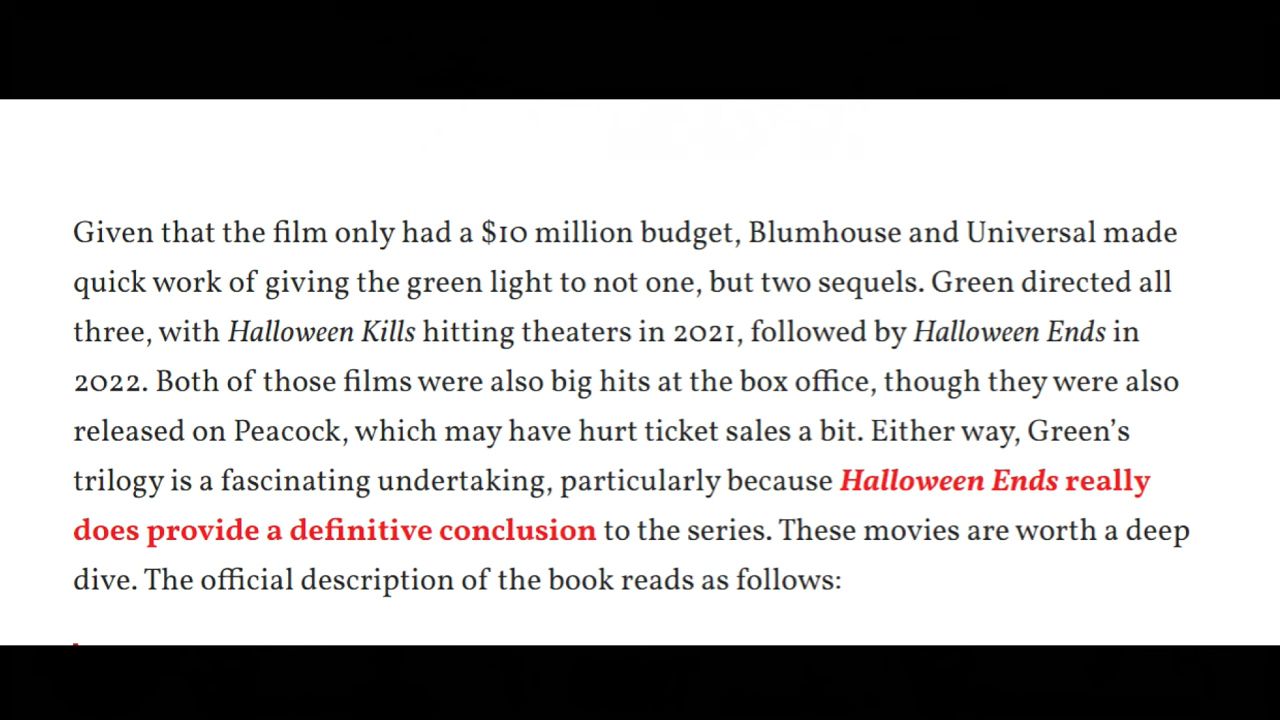 Given that the film only had a $10 million budget, Blumhouse and Universal made
quick work of giving the green light to not one, but two sequels. Green directed all
three, with Halloween Kills hitting theaters in 2021, followed by Halloween Ends in
2022. Both of those films were also big hits at the box office, though they were also
released on Peacock, which may have hurt ticket sales a bit. Either way, Green’s
trilogy is a fascinating undertaking, particularly because Halloween Ends really
does provide a definitive conclusion to the series. These movies are worth a deep
dive. The official description of the book reads as follows: